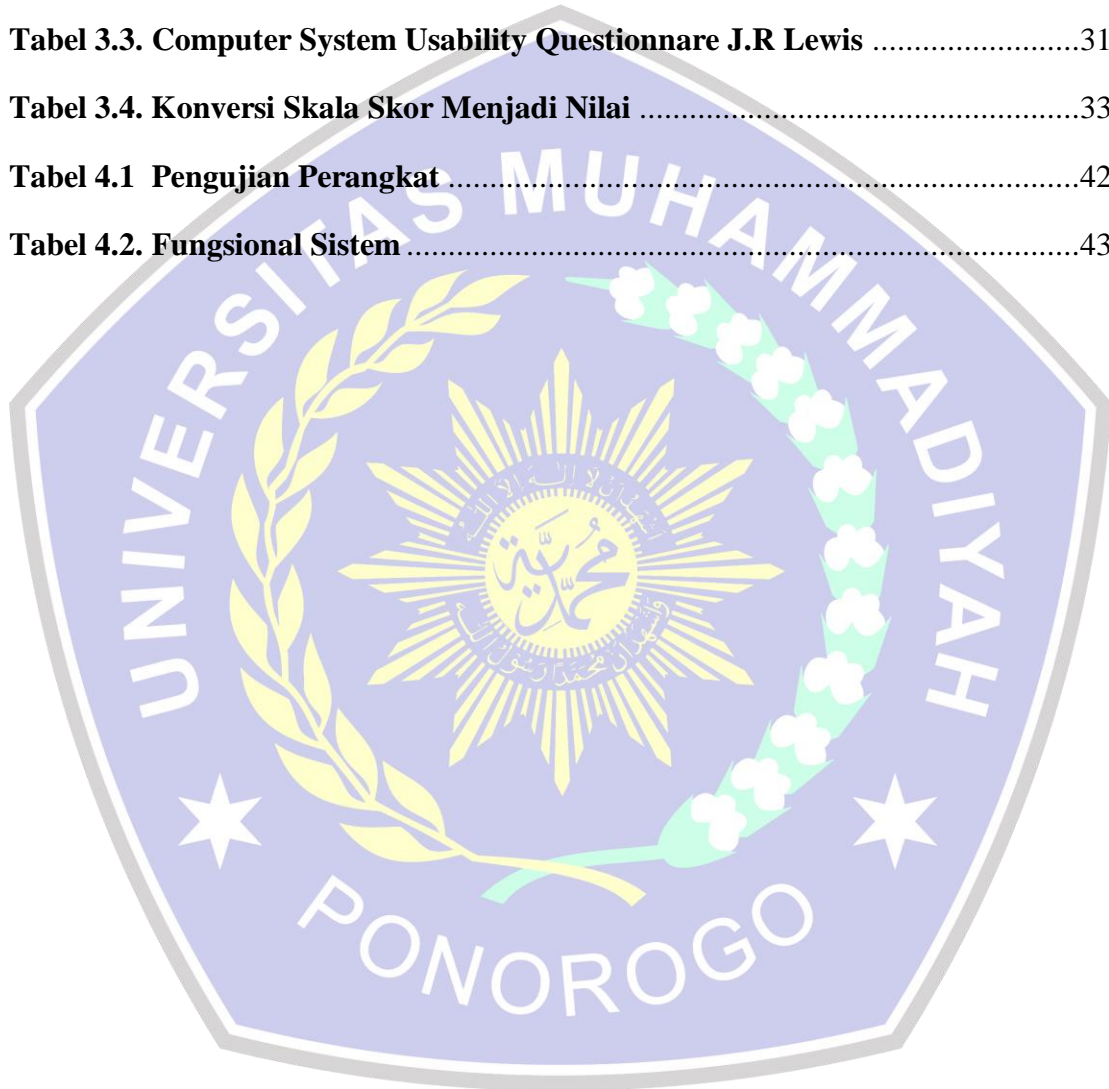 Tabel 3.3. Computer System Usability Questionnare J.R Lewis ........................31
Tabel 3.4. Konversi Skala Skor Menjadi Nilai ..................................................33
Tabel 4.1  Pengujian Perangkat ........................................................................42
Tabel 4.2. Fungsional Sistem .............................................................................43
UNIVERSITAS MUHAMMADIYAH
محمد
PONOROGO